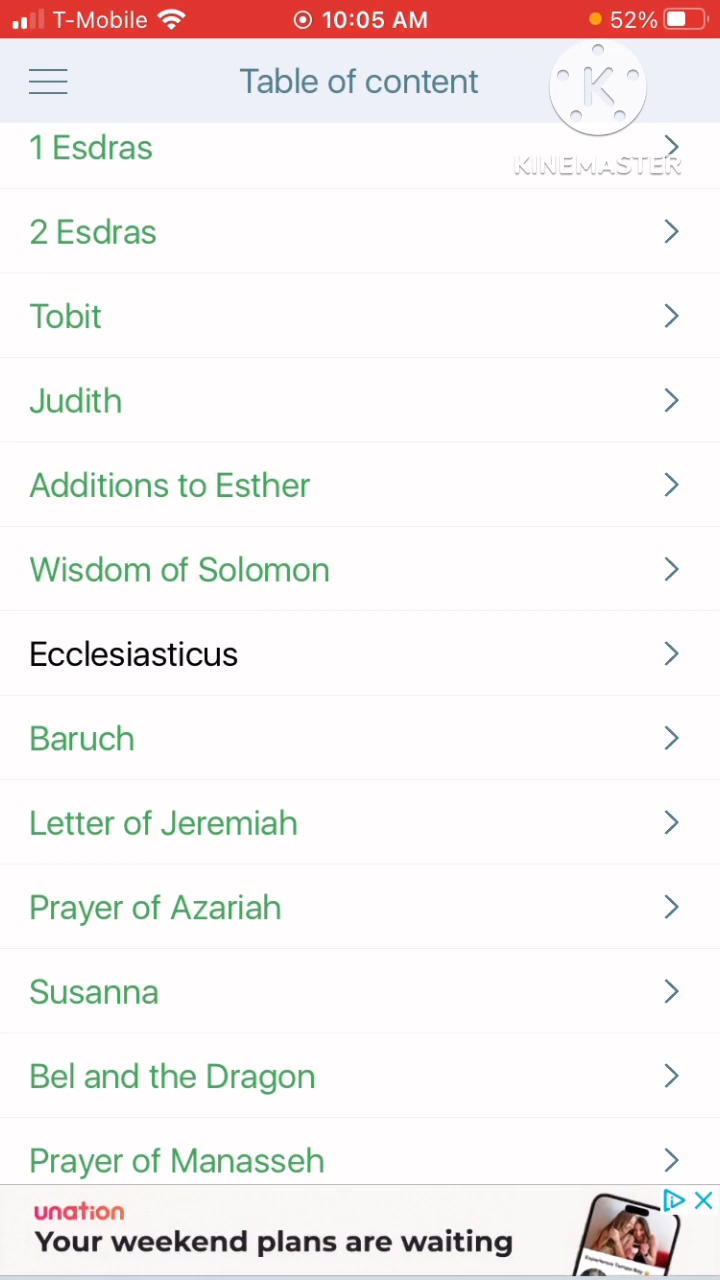 T-Mobile 10:05 AM 52%
Table of content
K
KINEMASTER
1 Esdras
2 Esdras
Tobit
Judith
Additions to Esther
Wisdom of Solomon
Ecclesiasticus
Baruch
Letter of Jeremiah
Prayer of Azariah
Susanna
Bel and the Dragon
Prayer of Manasseh
unation
Your weekend plans are waiting